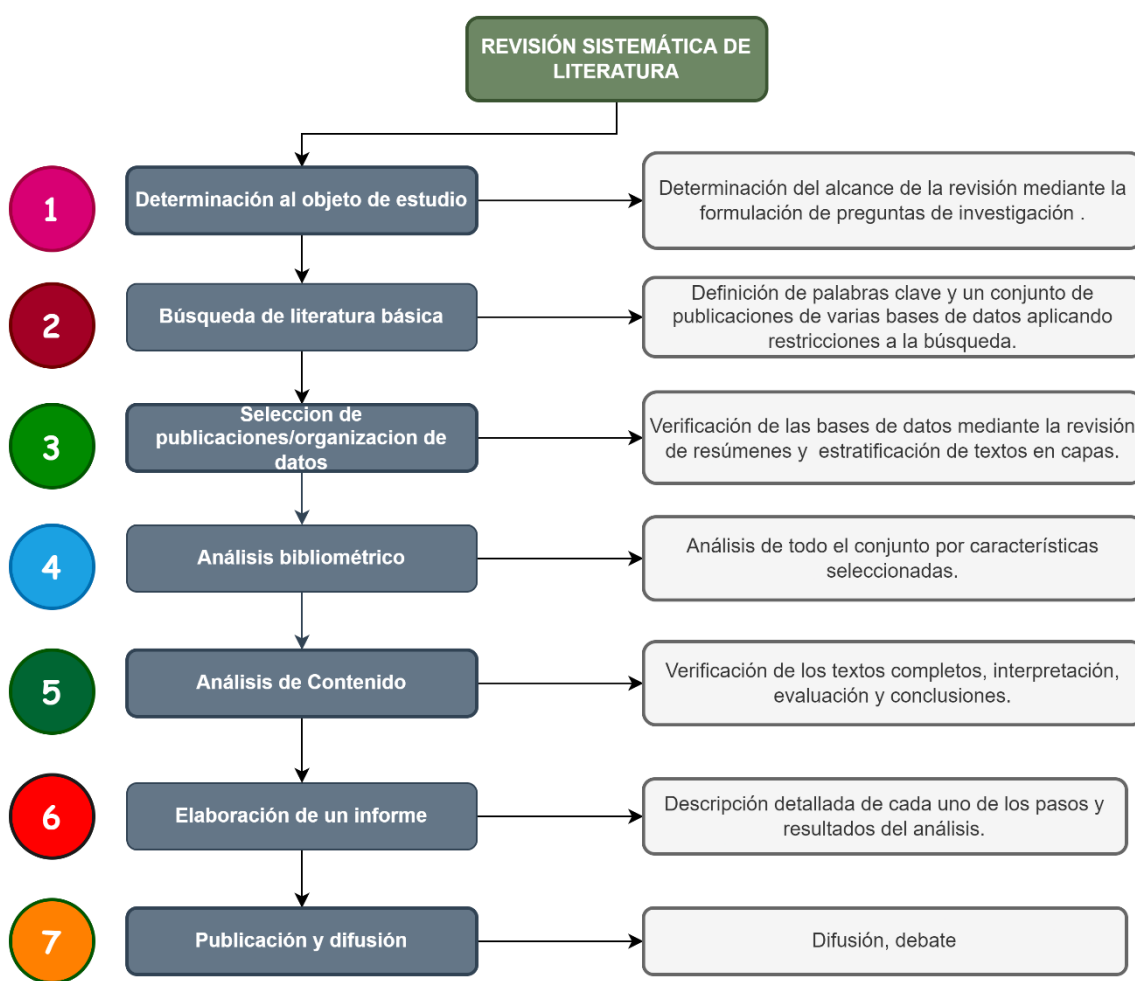 REVISIÓN SISTEMÁTICA DE
LITERATURA
1
Determinación al objeto de estudio
Determinación del alcance de la revisión mediante la
formulación de preguntas de investigación .
2
Búsqueda de literatura básica
Definición de palabras clave y un conjunto de
publicaciones de varias bases de datos aplicando
restricciones a la búsqueda.
3
Seleccion de
publicaciones/organizacion de
datos
Verificación de las bases de datos mediante la revisión
de resúmenes y estratificación de textos en capas.
4
Análisis bibliométrico
Análisis de todo el conjunto por características
seleccionadas.
5
Análisis de Contenido
Verificación de los textos completos, interpretación,
evaluación y conclusiones.
6
Elaboración de un informe
Descripción detallada de cada uno de los pasos y
resultados del análisis.
7
Publicación y difusión
Difusión, debate